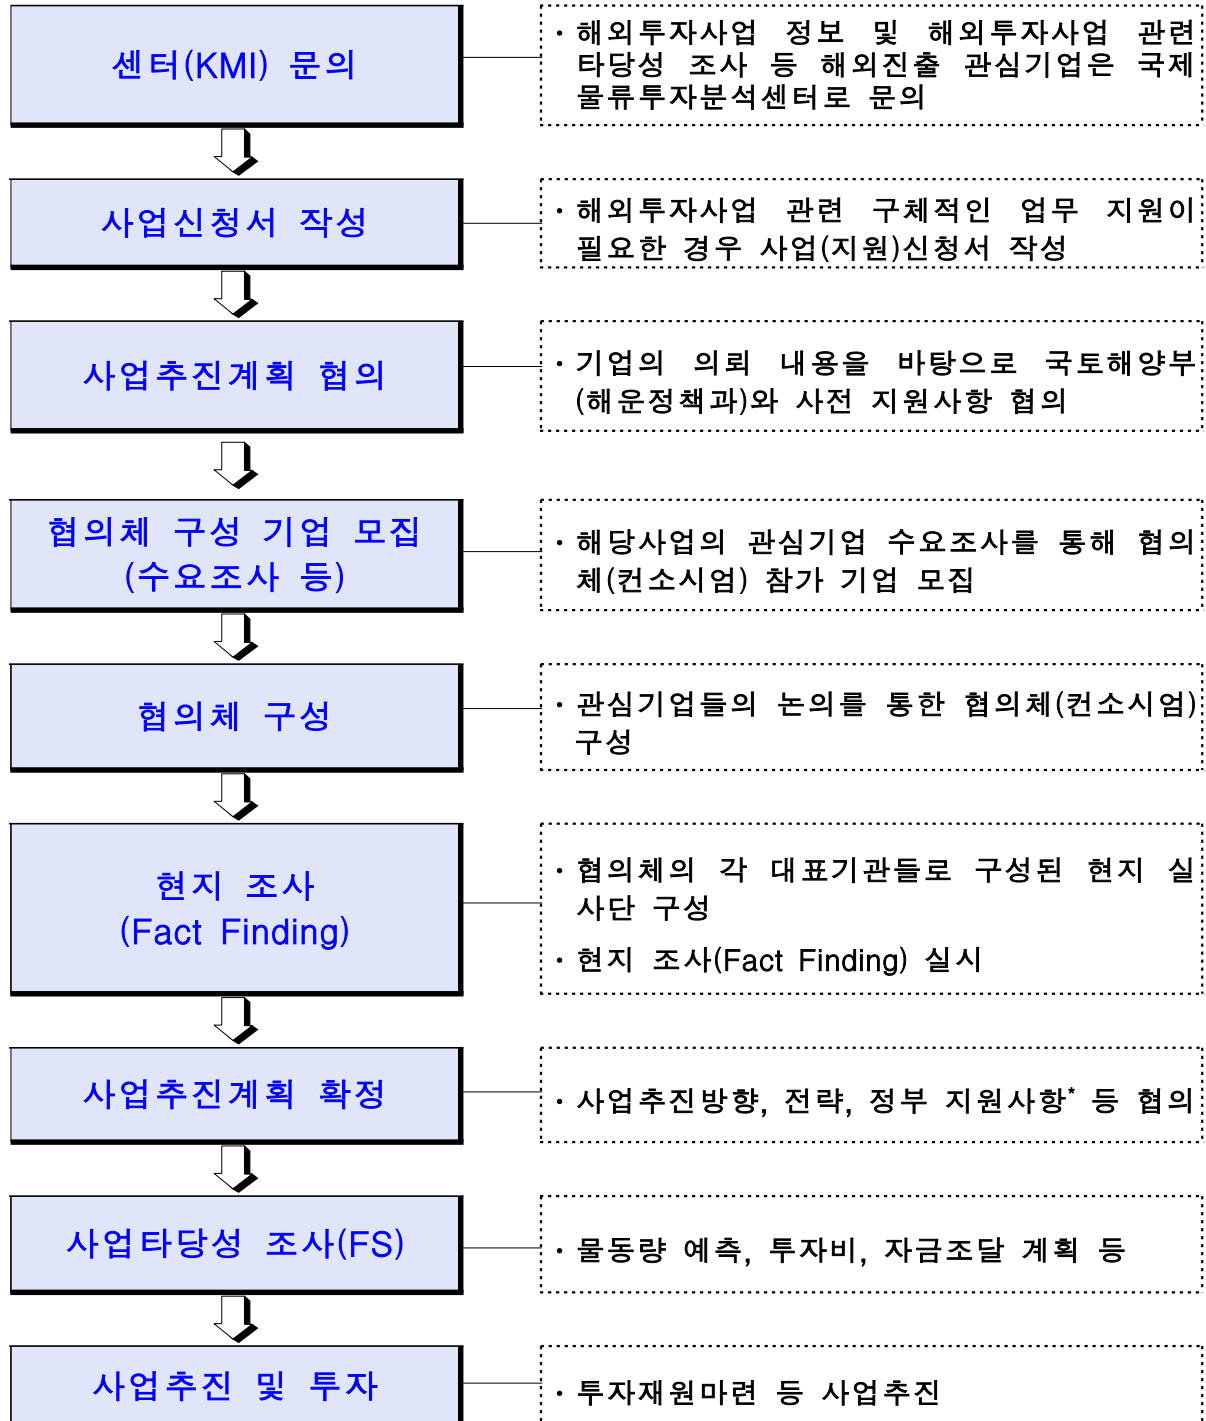 센터(KMI) 문의
· 해외투자사업 정보 및 해외투자사업 관련
타당성 조사 등 해외진출 관심기업은 국제
물류투자분석센터로 문의
사업신청서 작성
· 해외투자사업 관련 구체적인 업무 지원이
필요한 경우 사업(지원)신청서 작성
사업추진계획 협의
· 기업의 의뢰 내용을 바탕으로 국토해양부
(해운정책과)와 사전 지원사항 협의
협의체 구성 기업 모집
(수요조사 등)
· 해당사업의 관심기업 수요조사를 통해 협의
체(컨소시엄) 참가 기업 모집
협의체 구성
· 관심기업들의 논의를 통한 협의체(컨소시엄)
구성
현지 조사
(Fact Finding)
· 협의체의 각 대표기관들로 구성된 현지 실
사단 구성
· 현지 조사(Fact Finding) 실시
사업추진계획 확정
· 사업추진방향, 전략, 정부 지원사항* 등 협의
사업타당성 조사(FS)
· 물동량 예측, 투자비, 자금조달 계획 등
사업추진 및 투자
· 투자재원마련 등 사업추진